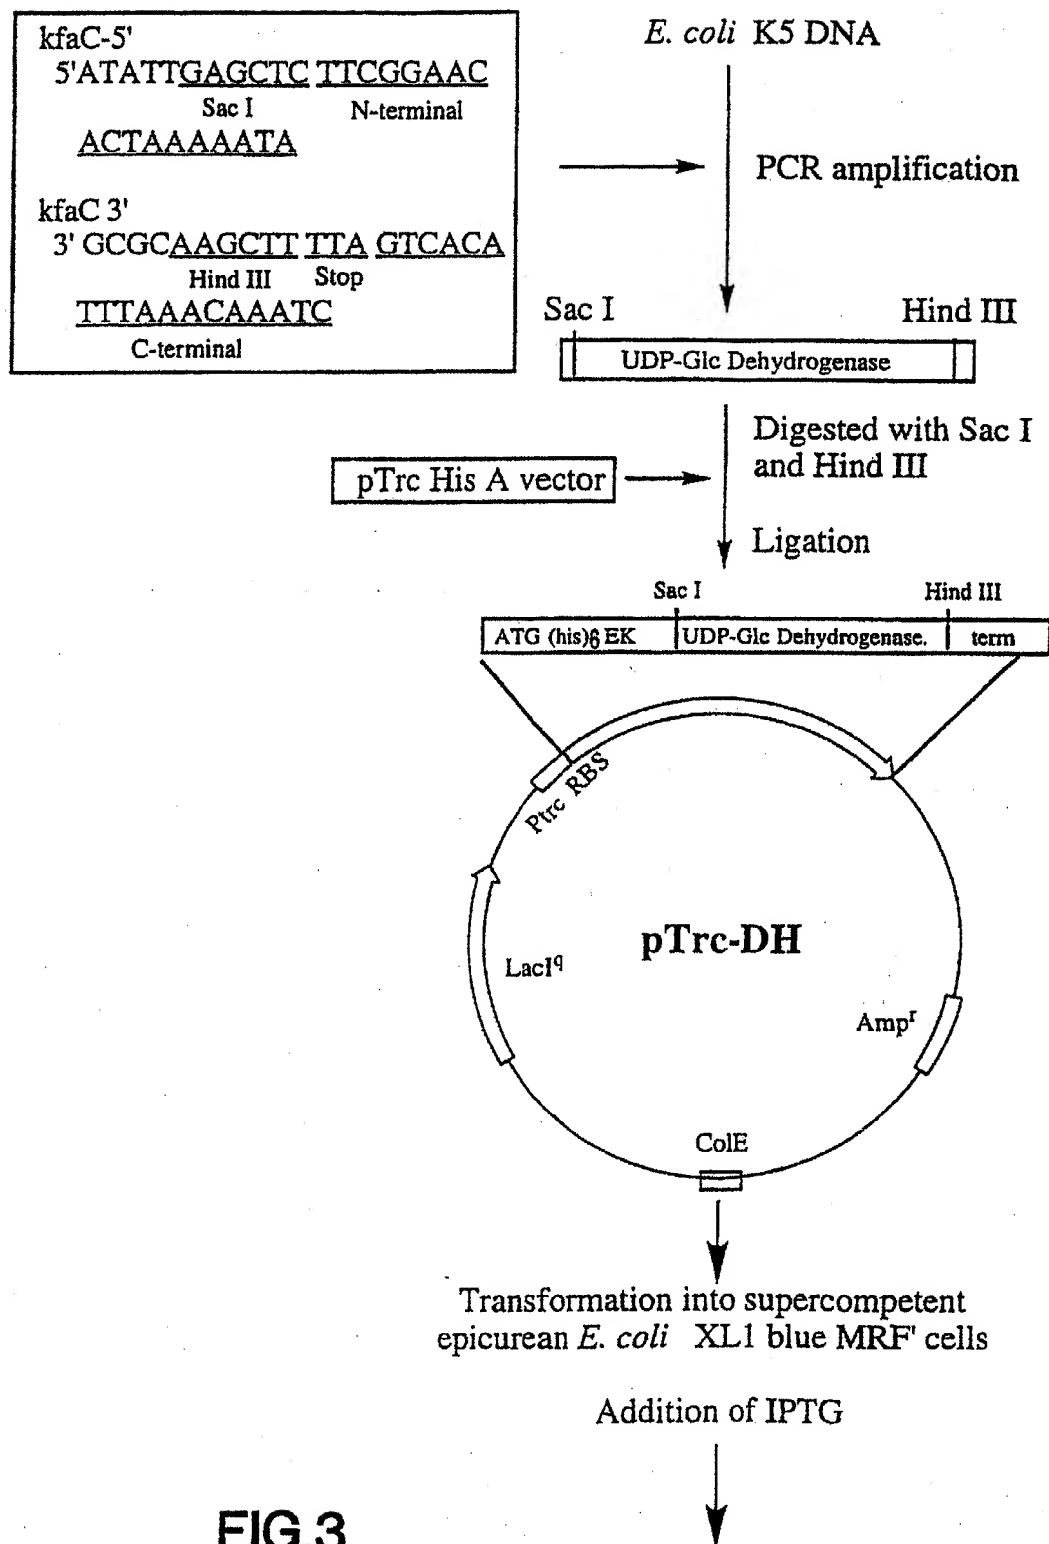 kfaC-5'
5'ATATTGAGCTC TTCGGAAC
Sac I N-terminal
ACTAAAAATA
kfaC 3'
3' GCGCAAGCTT TTA GTCACA
Hind III Stop
TTTAAACAAATC
C-terminal
E. coli K5 DNA
PCR amplification
Sac I Hind III
UDP-Glc Dehydrogenase
Digested with Sac I
and Hind III
pTrc His A vector
Ligation
Sac I Hind III
ATG (his)6 EK UDP-Glc Dehydrogenase. term
Ptrc RBS
pTrc-DH
LacIq
Ampr
ColE
Transformation into supercompetent
epicurean E. coli XL1 blue MRF' cells
Addition of IPTG
FIG.3